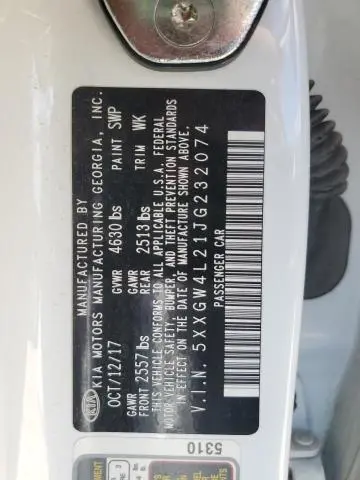 MANUFACTURED BY
KIA MOTORS MANUFACTURING GEORGIA, INC.
KIA
OCT/12/17 GVWR 4630 lbs PAINT SWP
GAWR FRONT 2557 lbs GAWR REAR 2513 lbs TRIM WK
THIS VEHICLE CONFORMS TO ALL APPLICABLE U.S.A. FEDERAL
MOTOR VEHICLE SAFETY, BUMPER, AND THEFT PREVENTION STANDARDS
IN EFFECT ON THE DATE OF MANUFACTURE SHOWN ABOVE.
V.I.N. 5XXGW4L21JG232074
PASSENGER CAR
5310